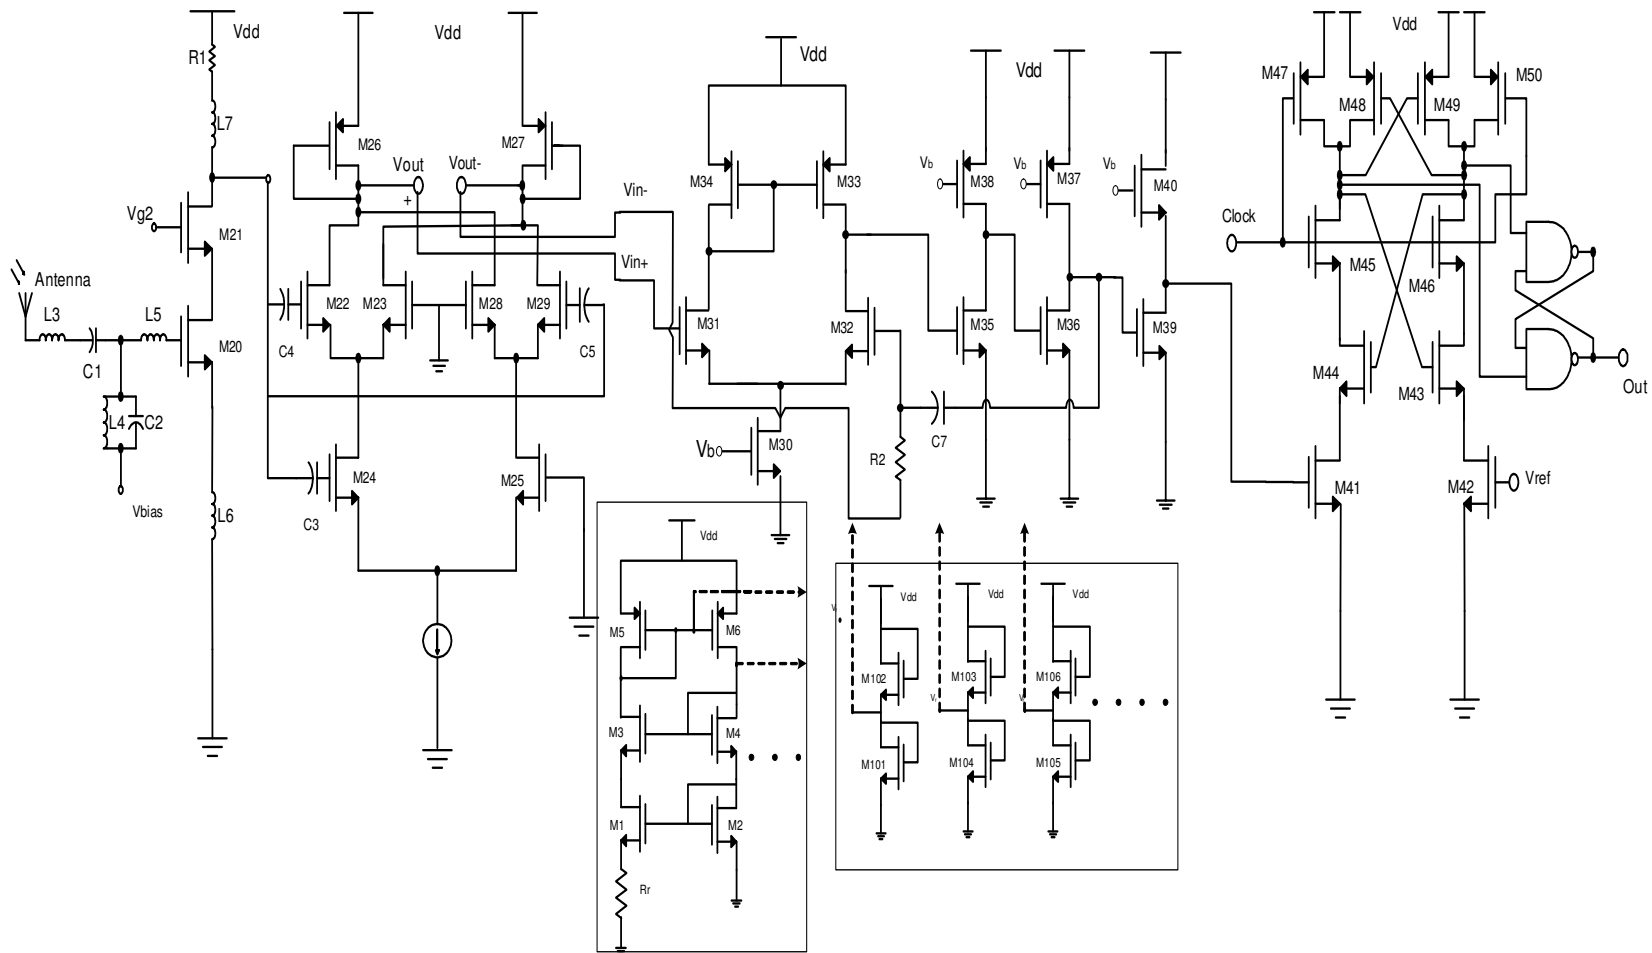 Vdd
R1
L7
Vg2
M21
Antenna
L3
C1
L5
M20
L4
C2
Vbias
L6
Vdd
M26
M27
Vout
+
Vout-
M22
M23
M28
M29
C4
C5
M24
M25
C3
Vin-
Vin+
Vdd
M34
M33
M31
M32
M30
Vb
R2
C7
Vdd
Vb
M38
Vb
M37
Vb
M40
M35
M36
M39
Vdd
M47
M48
M49
M50
Clock
M45
M46
M44
M43
M41
M42
Vref
Out
Vdd
M5
M6
M3
M4
M1
M2
Rr
Vdd
Vdd
Vdd
M102
M103
M106
M101
M104
M105